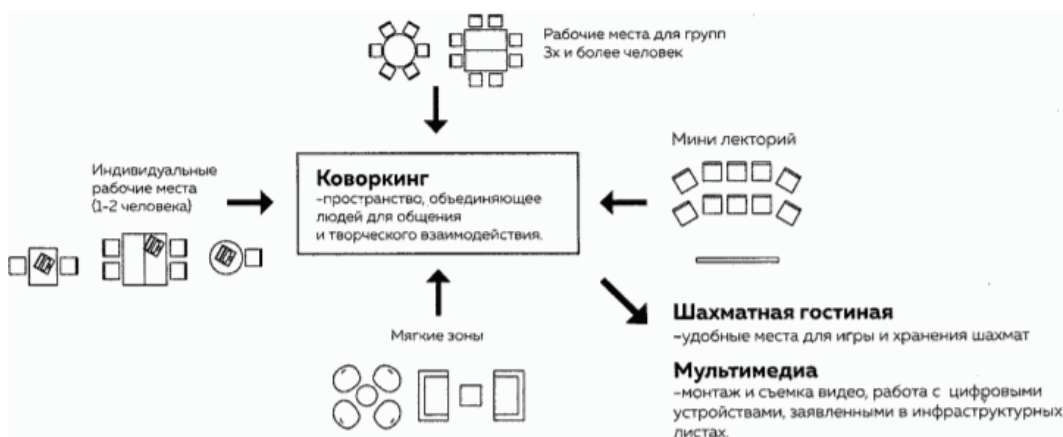 Рабочие места для групп
3х и более человек
Мини лекторий
Индивидуальные
рабочие места
(1-2 человека)
Коворкинг
-пространство, объединяющее
людей для общения
и творческого взаимодействия.
Мягкие зоны
Шахматная гостиная
-удобные места для игры и хранения шахмат
Мультимедиа
-монтаж и съемка видео, работа с цифровыми
устройствами, заявленными в инфраструктурных
листах.